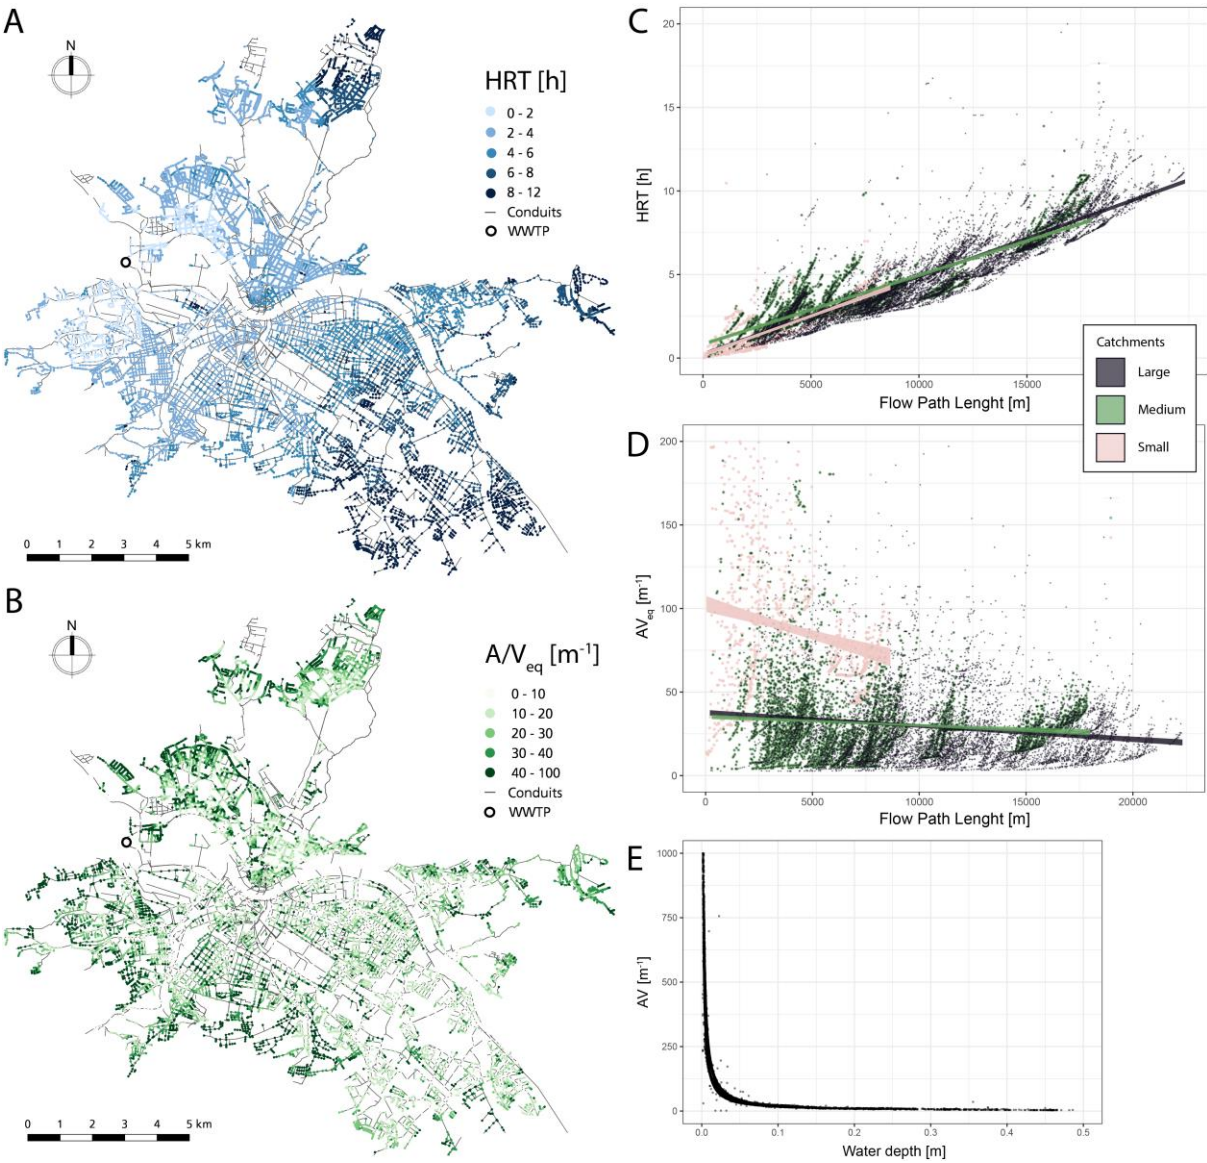 A
N
HRT [h]
0 - 2
2 - 4
4 - 6
6 - 8
8 - 12
Conduits
WWTP
0 1 2 3 4 5 km
B
N
A/Veq [m-1]
0 - 10
10 - 20
20 - 30
30 - 40
40 - 100
Conduits
WWTP
0 1 2 3 4 5 km
C
HRT [h]
20
15
10
5
0
0 5000 10000 15000
Flow Path Lenght [m]
Catchments
Large
Medium
Small
D
AVeq [m-1]
200
150
100
50
0
0 5000 10000 15000 20000
Flow Path Lenght [m]
E
AV [m-1]
1000
750
500
250
0
0.0 0.1 0.2 0.3 0.4 0.5
Water depth [m]